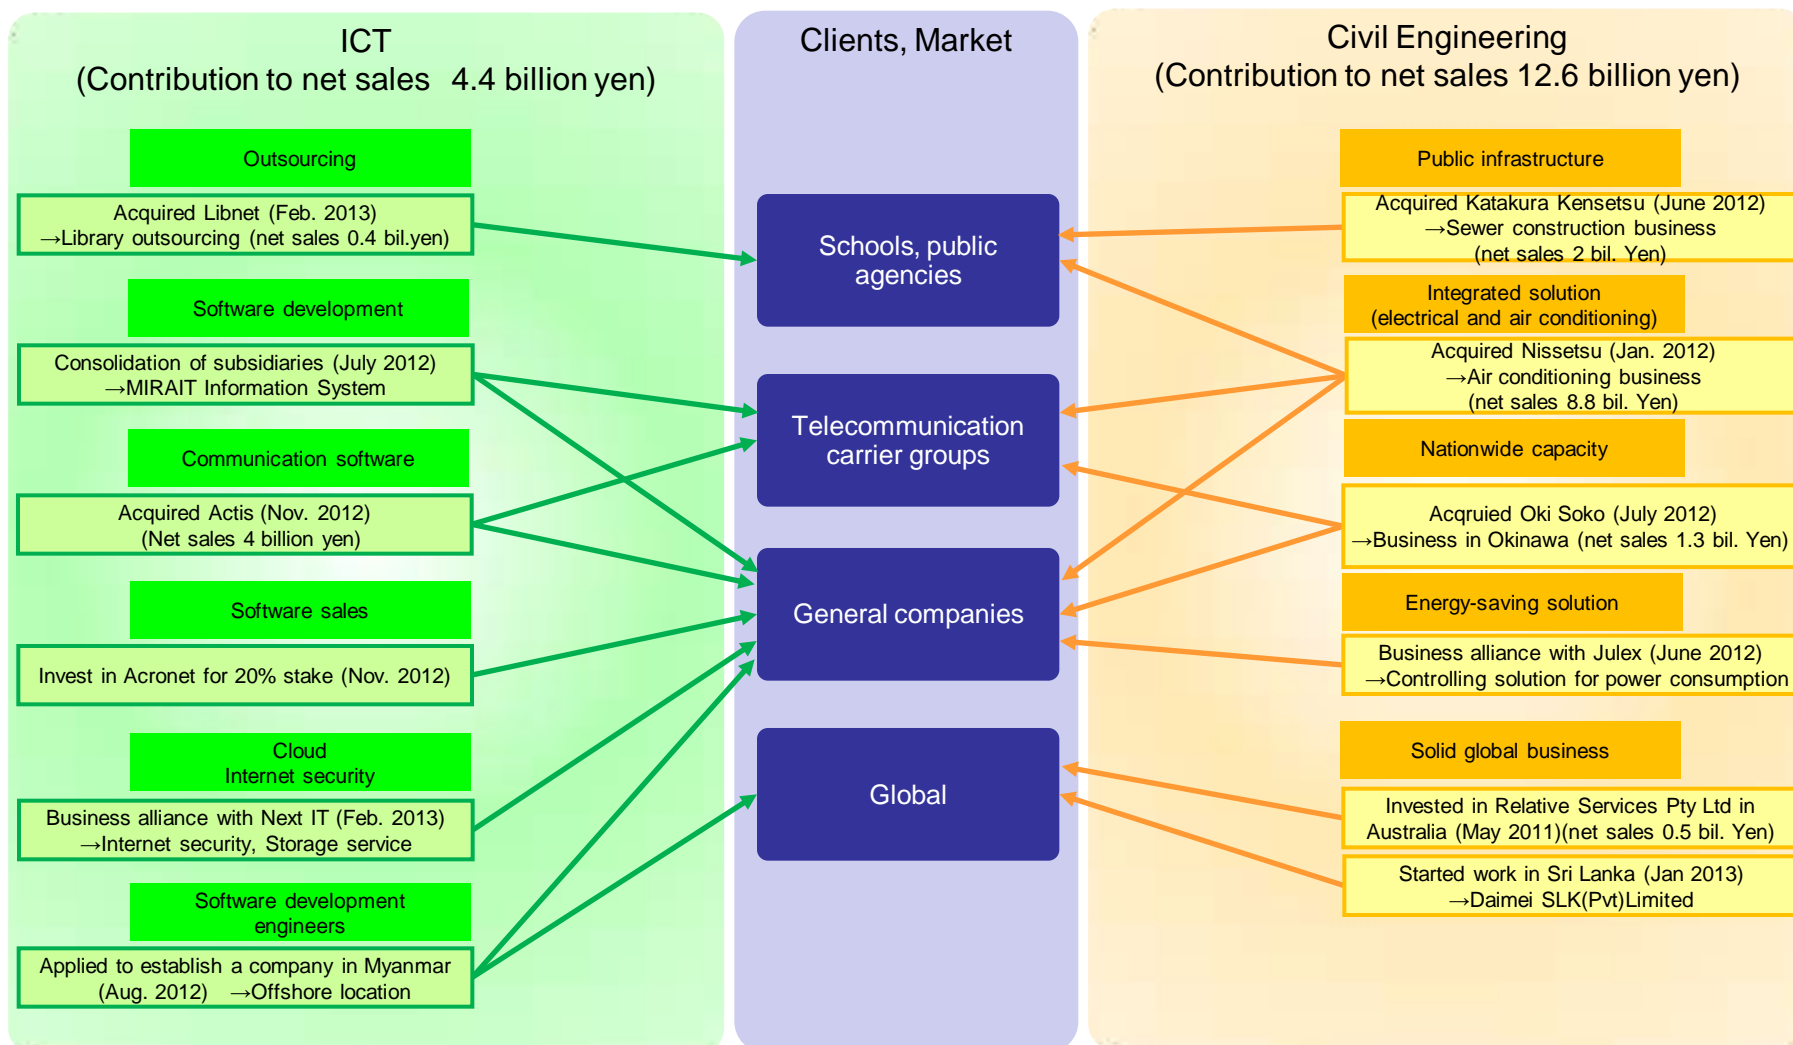 ICT
(Contribution to net sales 4.4 billion yen)
Outsourcing
Acquired Libnet (Feb. 2013)
→Library outsourcing (net sales 0.4 bil.yen)
Software development
Consolidation of subsidiaries (July 2012)
→MIRAIT Information System
Communication software
Acquired Actis (Nov. 2012)
(Net sales 4 billion yen)
Software sales
Invest in Acronet for 20% stake (Nov. 2012)
Cloud
Internet security
Business alliance with Next IT (Feb. 2013)
→Internet security, Storage service
Software development
engineers
Applied to establish a company in Myanmar
(Aug. 2012) →Offshore location
Clients, Market
Schools, public
agencies
Telecommunication
carrier groups
General companies
Global
Civil Engineering
(Contribution to net sales 12.6 billion yen)
Public infrastructure
Acquired Katakura Kensetsu (June 2012)
→Sewer construction business
(net sales 2 bil. Yen)
Integrated solution
(electrical and air conditioning)
Acquired Nissetsu (Jan. 2012)
→Air conditioning business
(net sales 8.8 bil. Yen)
Nationwide capacity
Acqruied Oki Soko (July 2012)
→Business in Okinawa (net sales 1.3 bil. Yen)
Energy-saving solution
Business alliance with Julex (June 2012)
→Controlling solution for power consumption
Solid global business
Invested in Relative Services Pty Ltd in
Australia (May 2011)(net sales 0.5 bil. Yen)
Started work in Sri Lanka (Jan 2013)
→Daimei SLK(Pvt)Limited